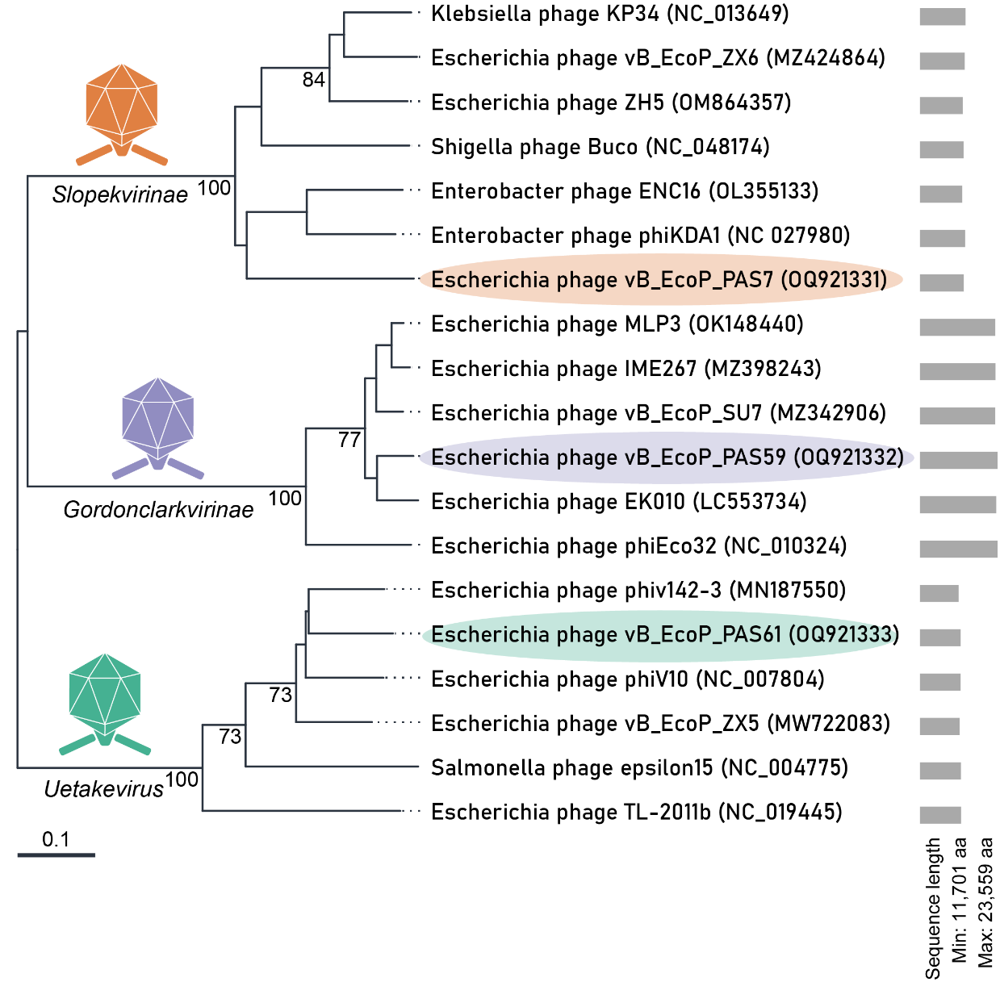 Klebsiella phage KP34 (NC_013649)
Escherichia phage vB_EcoP_ZX6 (MZ424864)
84
Escherichia phage ZH5 (OM864357)
Shigella phage Buco (NC_048174)
Slopekvirinae
100
Enterobacter phage ENC16 (OL355133)
Enterobacter phage phiKDA1 (NC 027980)
Escherichia phage vB_EcoP_PAS7 (OQ921331)
Escherichia phage MLP3 (OK148440)
Escherichia phage IME267 (MZ398243)
Escherichia phage vB_EcoP_SU7 (MZ342906)
77
Escherichia phage vB_EcoP_PAS59 (OQ921332)
Gordonclarkvirinae
100
Escherichia phage EK010 (LC553734)
Escherichia phage phiEco32 (NC_010324)
Escherichia phage phiv142-3 (MN187550)
Escherichia phage vB_EcoP_PAS61 (OQ921333)
Escherichia phage phiV10 (NC_007804)
73
Escherichia phage vB_EcoP_ZX5 (MW722083)
73
Salmonella phage epsilon15 (NC_004775)
Uetakevirus
100
Escherichia phage TL-2011b (NC_019445)
0.1
Sequence length
Min: 11,701 aa
Max: 23,559 aa